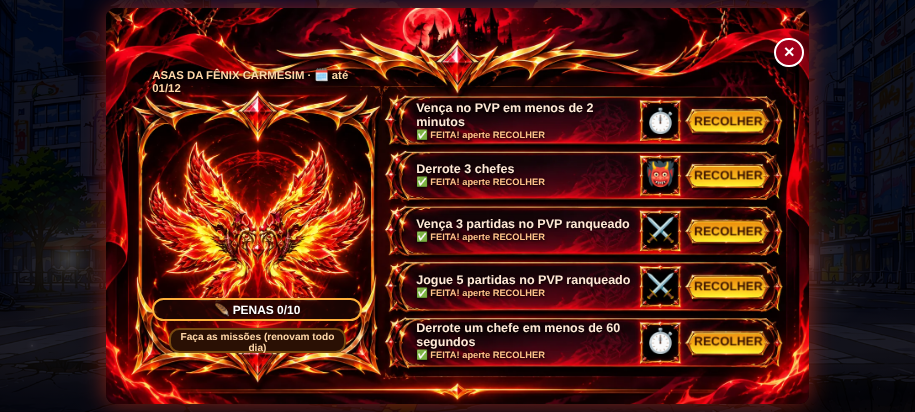 ASAS DA FÊNIX CARMESIM · 🗓️ até
01/12
🪶 PENAS 0/10
Faça as missões (renovam todo
dia)
Vença no PVP em menos de 2
minutos
✅ FEITA! aperte RECOLHER
RECOLHER
Derrote 3 chefes
✅ FEITA! aperte RECOLHER
RECOLHER
Vença 3 partidas no PVP ranqueado
✅ FEITA! aperte RECOLHER
RECOLHER
Jogue 5 partidas no PVP ranqueado
✅ FEITA! aperte RECOLHER
RECOLHER
Derrote um chefe em menos de 60
segundos
✅ FEITA! aperte RECOLHER
RECOLHER